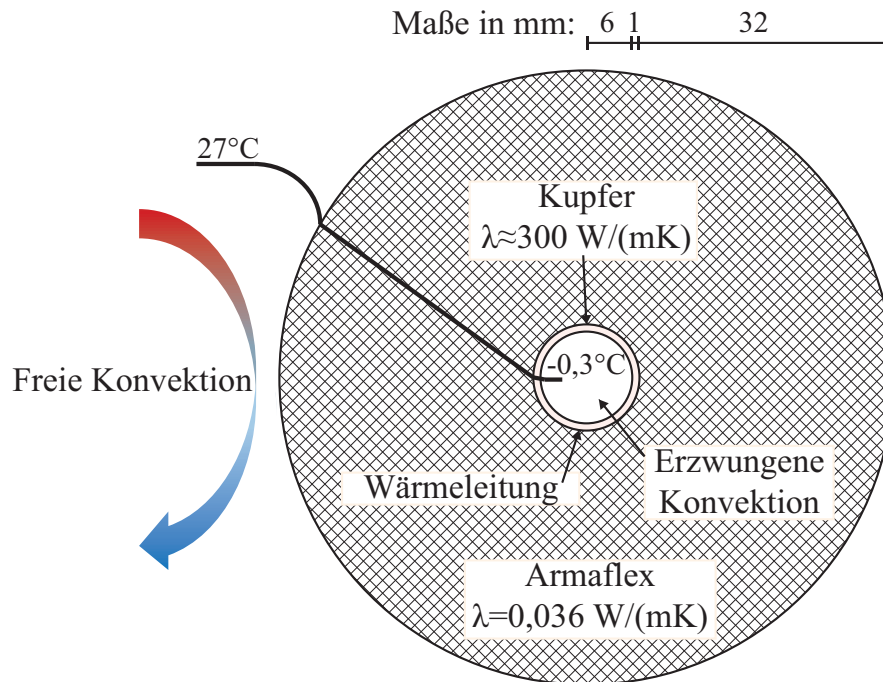 Maße in mm: 6 1 32
27°C
Kupfer
λ≈300 W/(mK)
-0,3°C
Freie Konvektion
Wärmeleitung
Erzwungene
Konvektion
Armaflex
λ=0,036 W/(mK)